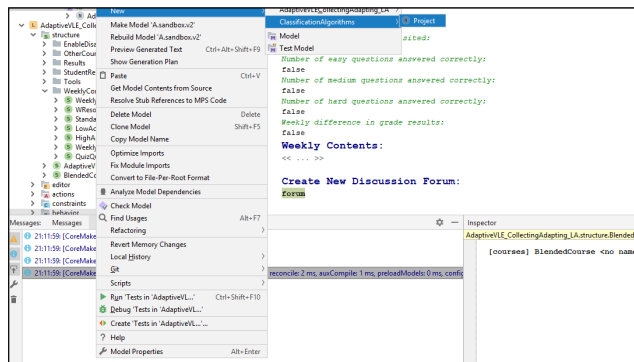 New
AdaptiveVLE_CollectingAdapting_LA
ClassificationAlgorithms
Project
Model
Test Model
Make Model 'A.sandbox.v2'
Rebuild Model 'A.sandbox.v2'
Preview Generated Text Ctrl+Alt+Shift+F9
Show Generation Plan
Paste Ctrl+V
Get Model Contents from Source
Resolve Stub References to MPS Code
Delete Model Delete
Clone Model Shift+F5
Copy Model Name
Optimize Imports
Fix Module Imports
Convert to File-Per-Root Format
Analyze Model Dependencies
Check Model
Find Usages Alt+F7
Refactoring
Revert Memory Changes
Local History
Git
Scripts
Run 'Tests in 'AdaptiveVL...' Ctrl+Shift+F10
Debug 'Tests in 'AdaptiveVL...'
Create 'Tests in 'AdaptiveVL...'...
Help
Model Properties Alt+Enter
AdaptiveVLE_Co
structure
EnableDisa
OtherCour
Results
StudentRe
Tools
WeeklyCo
Weekly
WReso
Standa
LowAc
HighA
Weekly
QuizQu
AdaptiveV
BlendedCo
editor
actions
constraints
behavior
sited:
Number of easy questions answered correctly:
false
Number of medium questions answered correctly:
false
Number of hard questions answered correctly:
false
Weekly difference in grade results:
false
Weekly Contents:
<< ... >>
Create New Discussion Forum:
forum
Messages: Messages
21:11:59: [CoreMake
21:11:59: [CoreMake
21:11:59: [CoreMake
21:11:59: [CoreMake reconcile: 2 ms, auxCompile: 1 ms, preloadModels: 0 ms, config
Inspector
AdaptiveVLE_CollectingAdapting_LA.structure.Blended
[courses] BlendedCourse <no name